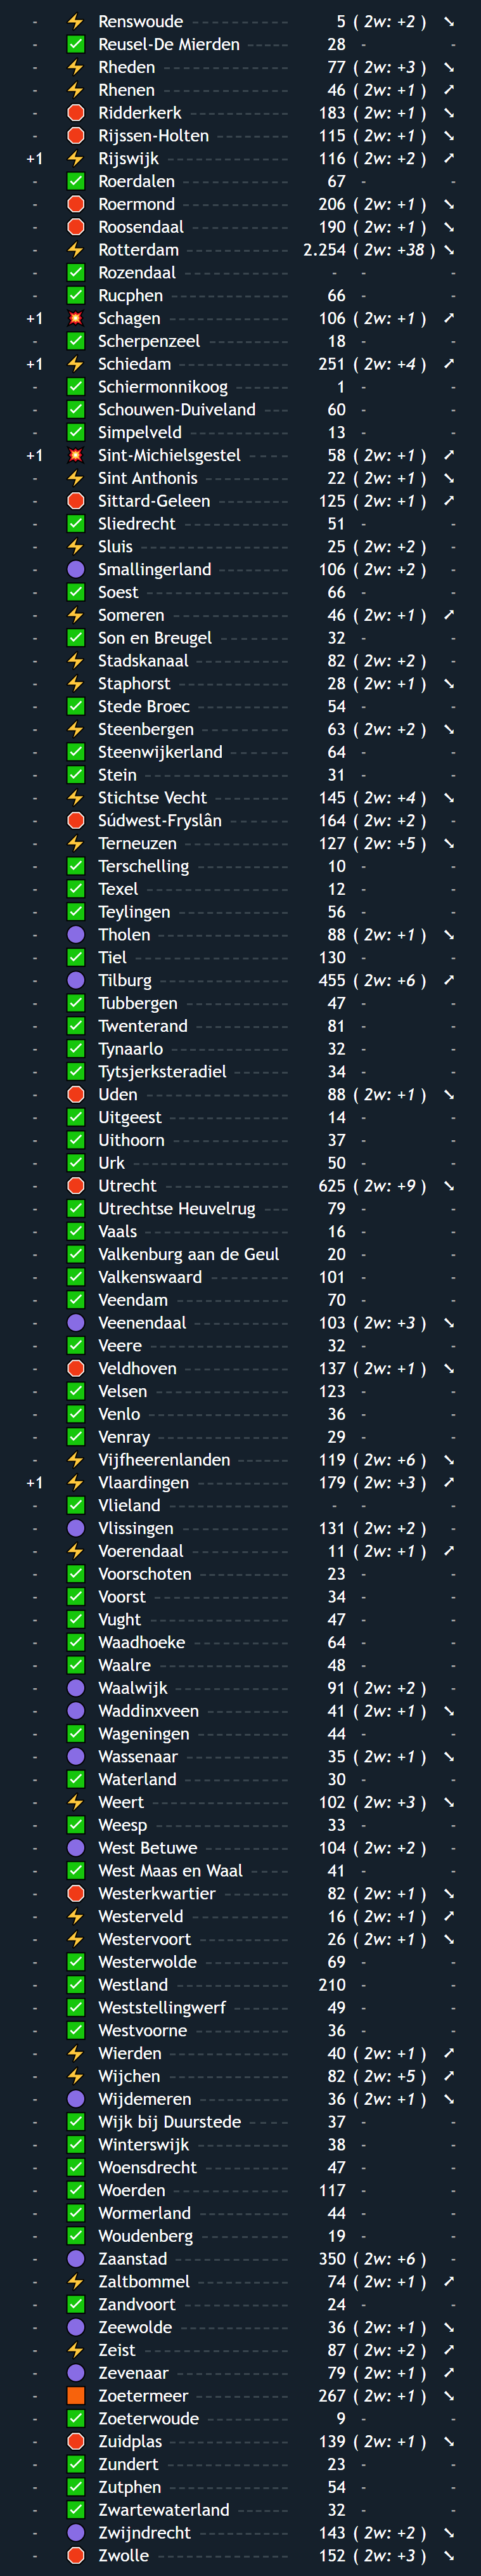 - ⚡ Renswoude ------------ 5 ( 2w: +2 ) ➘
- ✅ Reusel-De Mierden ----- 28 - -
- ⚡ Rheden --------------- 77 ( 2w: +3 ) ➘
- ⚡ Rhenen --------------- 46 ( 2w: +1 ) ➚
- 🛑 Ridderkerk ------------ 183 ( 2w: +1 ) ➘
- 🛑 Rijssen-Holten --------- 115 ( 2w: +1 ) ➘
+1 ⚡ Rijswijk -------------- 116 ( 2w: +2 ) ➚
- ✅ Roerdalen ------------ 67 - -
- 🛑 Roermond ------------ 206 ( 2w: +1 ) ➘
- 🛑 Roosendaal ----------- 190 ( 2w: +1 ) ➘
- ⚡ Rotterdam ------------ 2.254 ( 2w: +38 ) ➘
- ✅ Rozendaal ------------ - - -
- ✅ Rucphen -------------- 66 - -
+1 💥 Schagen -------------- 106 ( 2w: +1 ) ➚
- ✅ Scherpenzeel ---------- 18 - -
+1 ⚡ Schiedam ------------- 251 ( 2w: +4 ) ➚
- ✅ Schiermonnikoog ------- 1 - -
- ✅ Schouwen-Duiveland ---- 60 - -
- ✅ Simpelveld ------------ 13 - -
+1 💥 Sint-Michielsgestel ----- 58 ( 2w: +1 ) ➚
- ⚡ Sint Anthonis ---------- 22 ( 2w: +1 ) ➘
- 🛑 Sittard-Geleen --------- 125 ( 2w: +1 ) ➚
- ✅ Sliedrecht ------------ 51 - -
- ⚡ Sluis ----------------- 25 ( 2w: +2 ) -
- 🟣 Smallingerland --------- 106 ( 2w: +2 ) -
- ✅ Soest ---------------- 66 - -
- ⚡ Someren -------------- 46 ( 2w: +1 ) ➚
- ✅ Son en Breugel -------- 32 - -
- ⚡ Stadskanaal ----------- 82 ( 2w: +2 ) -
- ⚡ Staphorst ------------- 28 ( 2w: +1 ) ➘
- ✅ Stede Broec ----------- 54 - -
- ⚡ Steenbergen ---------- 63 ( 2w: +2 ) ➘
- ✅ Steenwijkerland ------- 64 - -
- ✅ Stein ---------------- 31 - -
- ⚡ Stichtse Vecht --------- 145 ( 2w: +4 ) ➘
- 🛑 Súdwest-Fryslân ------- 164 ( 2w: +2 ) -
- ⚡ Terneuzen ------------ 127 ( 2w: +5 ) ➘
- ✅ Terschelling ----------- 10 - -
- ✅ Texel ---------------- 12 - -
- ✅ Teylingen ------------ 56 - -
- 🟣 Tholen --------------- 88 ( 2w: +1 ) ➘
- ✅ Tiel ----------------- 130 - -
- 🟣 Tilburg -------------- 455 ( 2w: +6 ) ➚
- ✅ Tubbergen ------------ 47 - -
- ✅ Twenterand ----------- 81 - -
- ✅ Tynaarlo ------------- 32 - -
- ✅ Tytsjerksteradiel ------- 34 - -
- 🛑 Uden ---------------- 88 ( 2w: +1 ) ➘
- ✅ Uitgeest ------------- 14 - -
- ✅ Uithoorn ------------- 37 - -
- ✅ Urk ------------------ 50 - -
- 🛑 Utrecht -------------- 625 ( 2w: +9 ) ➘
- ✅ Utrechtse Heuvelrug --- 79 - -
- ✅ Vaals ---------------- 16 - -
- ✅ Valkenburg aan de Geul 20 - -
- ✅ Valkenswaard --------- 101 - -
- ✅ Veendam ------------- 70 - -
- 🟣 Veenendaal ----------- 103 ( 2w: +3 ) ➘
- ✅ Veere --------------- 32 - -
- 🛑 Veldhoven ------------ 137 ( 2w: +1 ) ➘
- ✅ Velsen --------------- 123 - -
- ✅ Venlo ---------------- 36 - -
- ✅ Venray --------------- 29 - -
- ⚡ Vijfheerenlanden ------ 119 ( 2w: +6 ) ➘
+1 ⚡ Vlaardingen ----------- 179 ( 2w: +3 ) ➚
- ✅ Vlieland ------------- - - -
- 🟣 Vlissingen ------------ 131 ( 2w: +2 ) -
- ⚡ Voerendaal ----------- 11 ( 2w: +1 ) ➚
- ✅ Voorschoten ---------- 23 - -
- ✅ Voorst --------------- 34 - -
- ✅ Vught --------------- 47 - -
- ✅ Waadhoeke ----------- 64 - -
- ✅ Waalre --------------- 48 - -
- 🟣 Waalwijk ------------- 91 ( 2w: +2 ) -
- 🟣 Waddinxveen --------- 41 ( 2w: +1 ) ➘
- ✅ Wageningen ---------- 44 - -
- 🟣 Wassenaar ----------- 35 ( 2w: +1 ) ➘
- ✅ Waterland ------------ 30 - -
- ⚡ Weert --------------- 102 ( 2w: +3 ) ➘
- ✅ Weesp --------------- 33 - -
- 🟣 West Betuwe ---------- 104 ( 2w: +2 ) -
- ✅ West Maas en Waal ---- 41 - -
- 🛑 Westerkwartier -------- 82 ( 2w: +1 ) ➘
- ⚡ Westerveld ----------- 16 ( 2w: +1 ) ➚
- ⚡ Westervoort ---------- 26 ( 2w: +1 ) ➘
- ✅ Westerwolde ---------- 69 - -
- ✅ Westland ------------- 210 - -
- ✅ Weststellingwerf ------- 49 - -
- ✅ Westvoorne ----------- 36 - -
- ⚡ Wierden ------------- 40 ( 2w: +1 ) ➚
- ⚡ Wijchen -------------- 82 ( 2w: +5 ) ➚
- 🟣 Wijdemeren ---------- 36 ( 2w: +1 ) ➘
- ✅ Wijk bij Duurstede ---- 37 - -
- ✅ Winterswijk ----------- 38 - -
- ✅ Woensdrecht ---------- 47 - -
- ✅ Woerden ------------- 117 - -
- ✅ Wormerland ---------- 44 - -
- ✅ Woudenberg ---------- 19 - -
- 🟣 Zaanstad ------------- 350 ( 2w: +6 ) -
- ⚡ Zaltbommel ---------- 74 ( 2w: +1 ) ➚
- ✅ Zandvoort ------------ 24 - -
- 🟣 Zeewolde ------------ 36 ( 2w: +1 ) ➘
- ⚡ Zeist ---------------- 87 ( 2w: +2 ) ➚
- 🟣 Zevenaar ------------- 79 ( 2w: +1 ) ➚
- 🟧 Zoetermeer ----------- 267 ( 2w: +1 ) ➘
- ✅ Zoeterwoude ---------- 9 - -
- 🛑 Zuidplas ------------- 139 ( 2w: +1 ) ➘
- ✅ Zundert -------------- 23 - -
- ✅ Zutphen -------------- 54 - -
- ✅ Zwartewaterland ------ 32 - -
- 🟣 Zwijndrecht ----------- 143 ( 2w: +2 ) ➘
- 🛑 Zwolle --------------- 152 ( 2w: +3 ) ➘